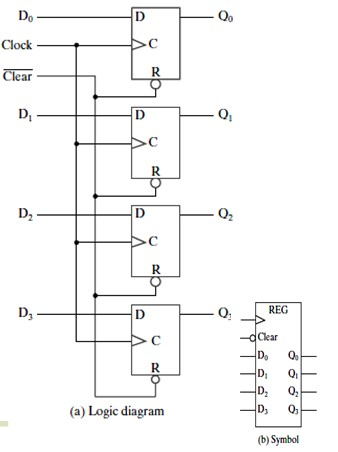 D₀ D Q₀
Clock C
C̅l̅e̅a̅r̅ R
D₁ D Q₁
C
R
D₂ D Q₂
C
R
D₃ D Q₃
C
R
REG
Clear
D₀ Q₀
D₁ Q₁
D₂ Q₂
D₃ Q₃
(a) Logic diagram
(b) Symbol